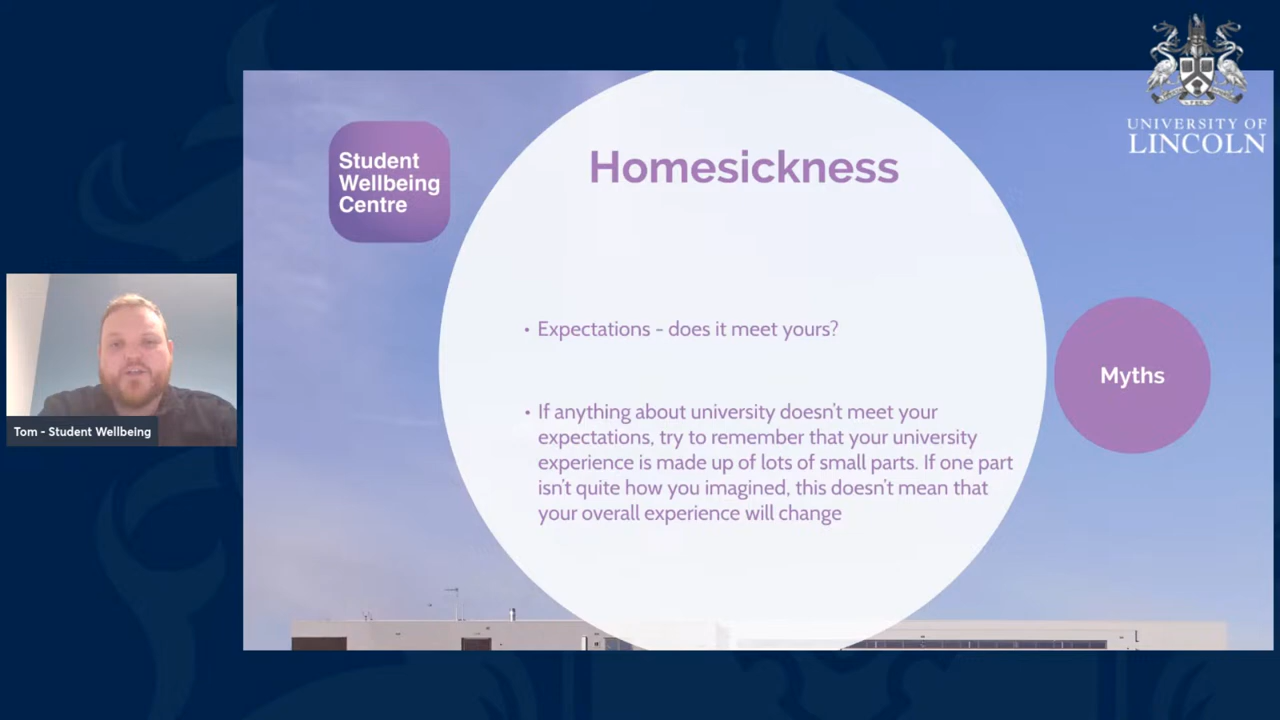 UNIVERSITY OF
LINCOLN
Student
Wellbeing
Centre
Homesickness
• Expectations - does it meet yours?
• If anything about university doesn't meet your
expectations, try to remember that your university
experience is made up of lots of small parts. If one part
isn't quite how you imagined, this doesn't mean that
your overall experience will change
Myths
Tom - Student Wellbeing